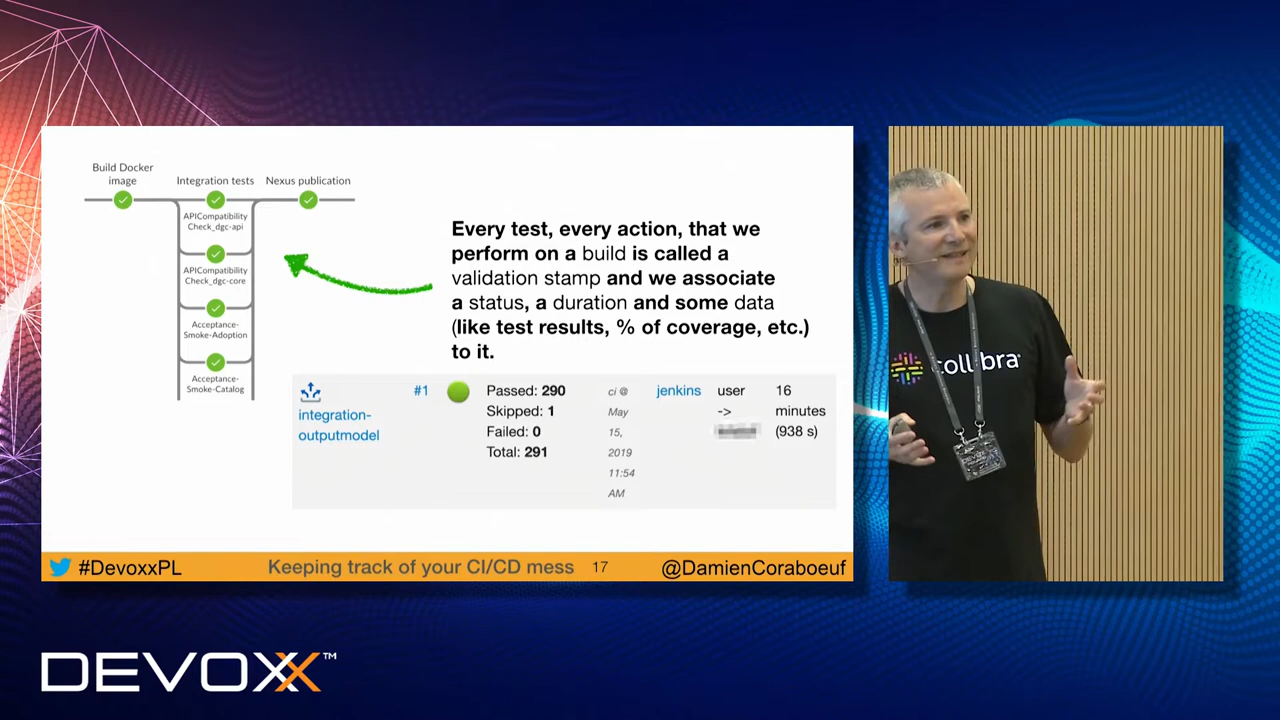 Build Docker
image
Integration tests
Nexus publication
APICompatibility
Check_dgc-api
APICompatibility
Check_dgc-core
Acceptance-
Smoke-Adoption
Acceptance-
Smoke-Catalog
Every test, every action, that we
perform on a build is called a
validation stamp and we associate
a status, a duration and some data
(like test results, % of coverage, etc.)
to it.
integration-
outputmodel
#1
Passed: 290
Skipped: 1
Failed: 0
Total: 291
ci @
May
15,
2019
11:54
AM
jenkins
user
->
16
minutes
(938 s)
#DevoxxPL
Keeping track of your CI/CD mess
17
@DamienCoraboeuf
collibra
DEVOXX™